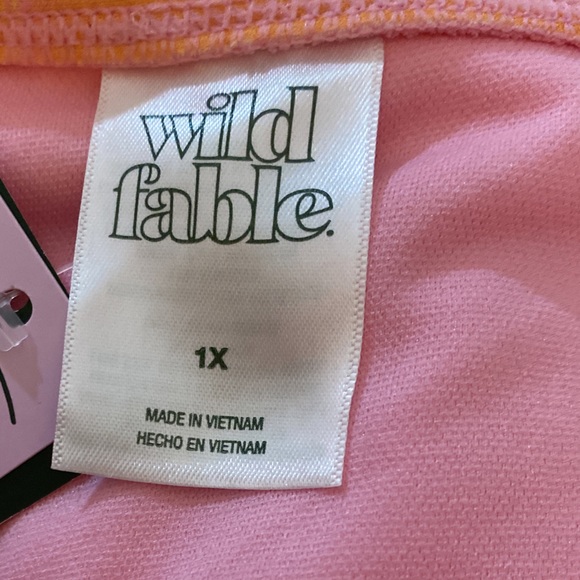 wild
fable.
1X
MADE IN VIETNAM
HECHO EN VIETNAM